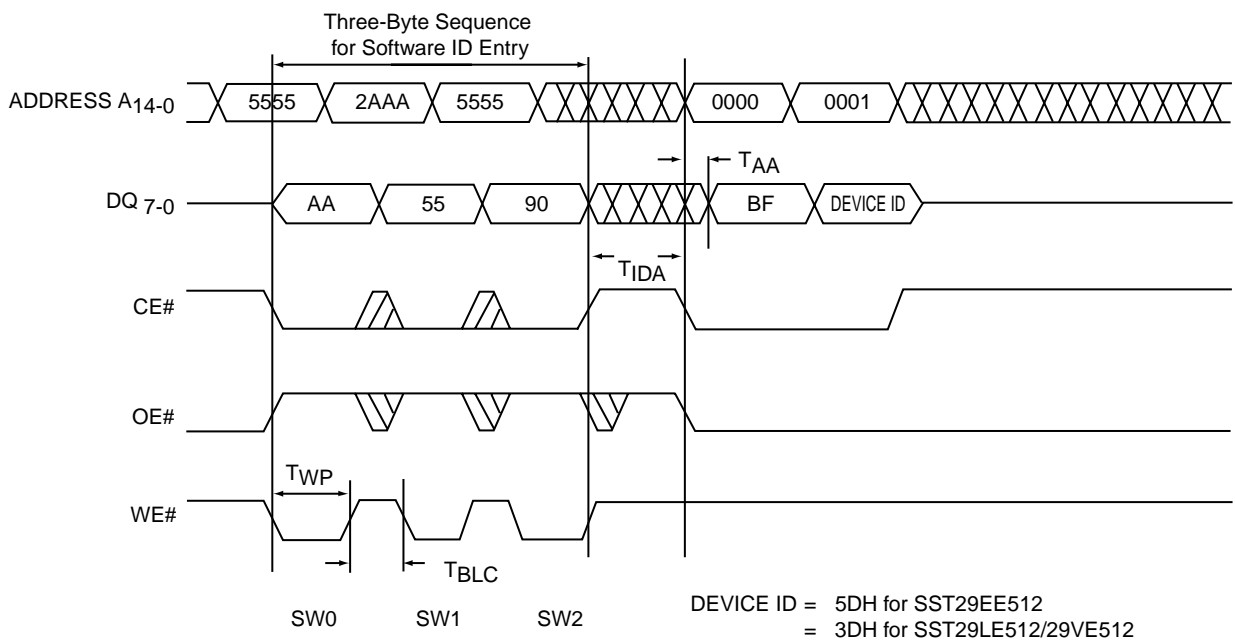 Three-Byte Sequence
for Software ID Entry
ADDRESS A14-0
5555
2AAA
5555
0000
0001
TAA
DQ 7-0
AA
55
90
BF
DEVICE ID
TIDA
CE#
OE#
TWP
WE#
TBLC
SW0
SW1
SW2
DEVICE ID = 5DH for SST29EE512
= 3DH for SST29LE512/29VE512